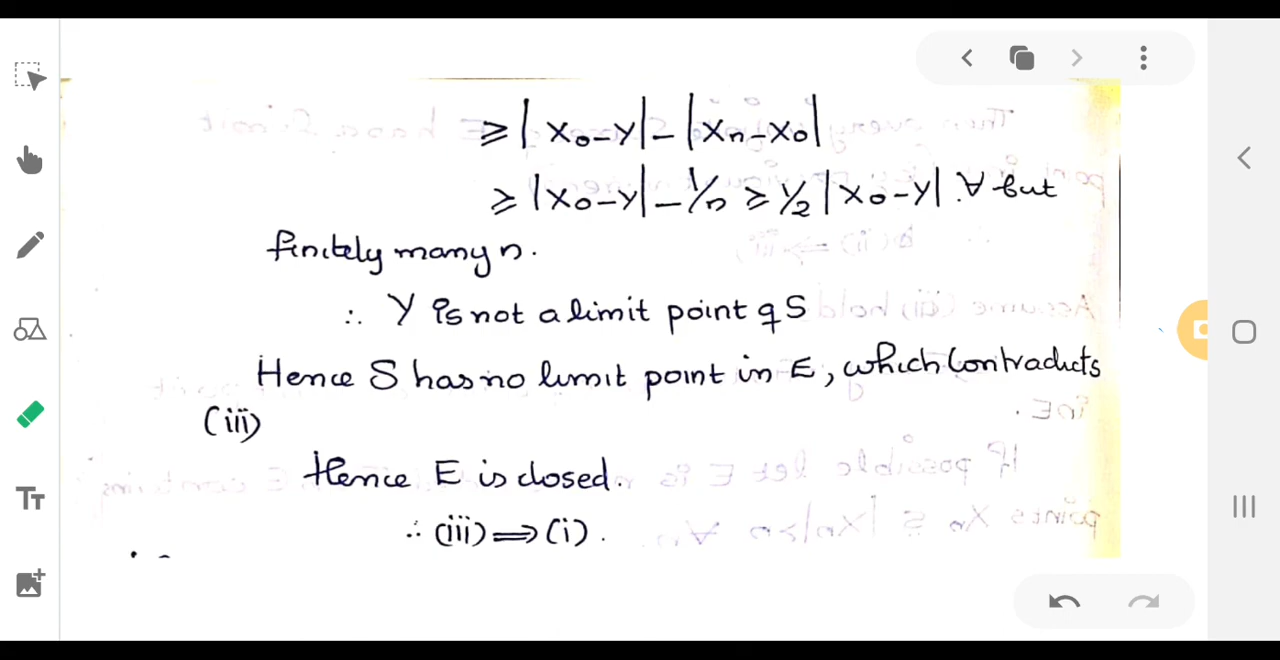 ≥ | x₀ - y | - | xₙ - x₀ |
≥ | x₀ - y | - 1/n ≥ 1/2 | x₀ - y | . ∀ but
finitely many n.
∴ y is not a limit point of S
Hence S has no limit point in E, which contradicts
(iii)
Hence E is closed.
∴ (iii) ⟹ (i).